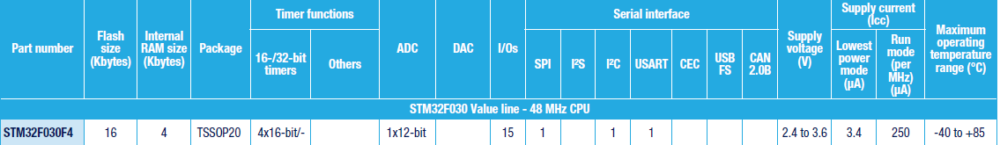 Part number
Flash
size
(Kbytes)
Internal
RAM size
(Kbytes)
Package
Timer functions
16-/32-bit
timers
Others
ADC
DAC
I/Os
Serial interface
SPI
I²S
I²C
USART
CEC
USB
FS
CAN
2.0B
Supply
voltage
(V)
Supply current
(Icc)
Lowest
power
mode
(µA)
Run
mode
(per
MHz)
(µA)
Maximum
operating
temperature
range (°C)
STM32F030 Value line - 48 MHz CPU
STM32F030F4 16 4 TSSOP20 4x16-bit/- 1x12-bit 15 1 1 1 2.4 to 3.6 3.4 250 -40 to +85